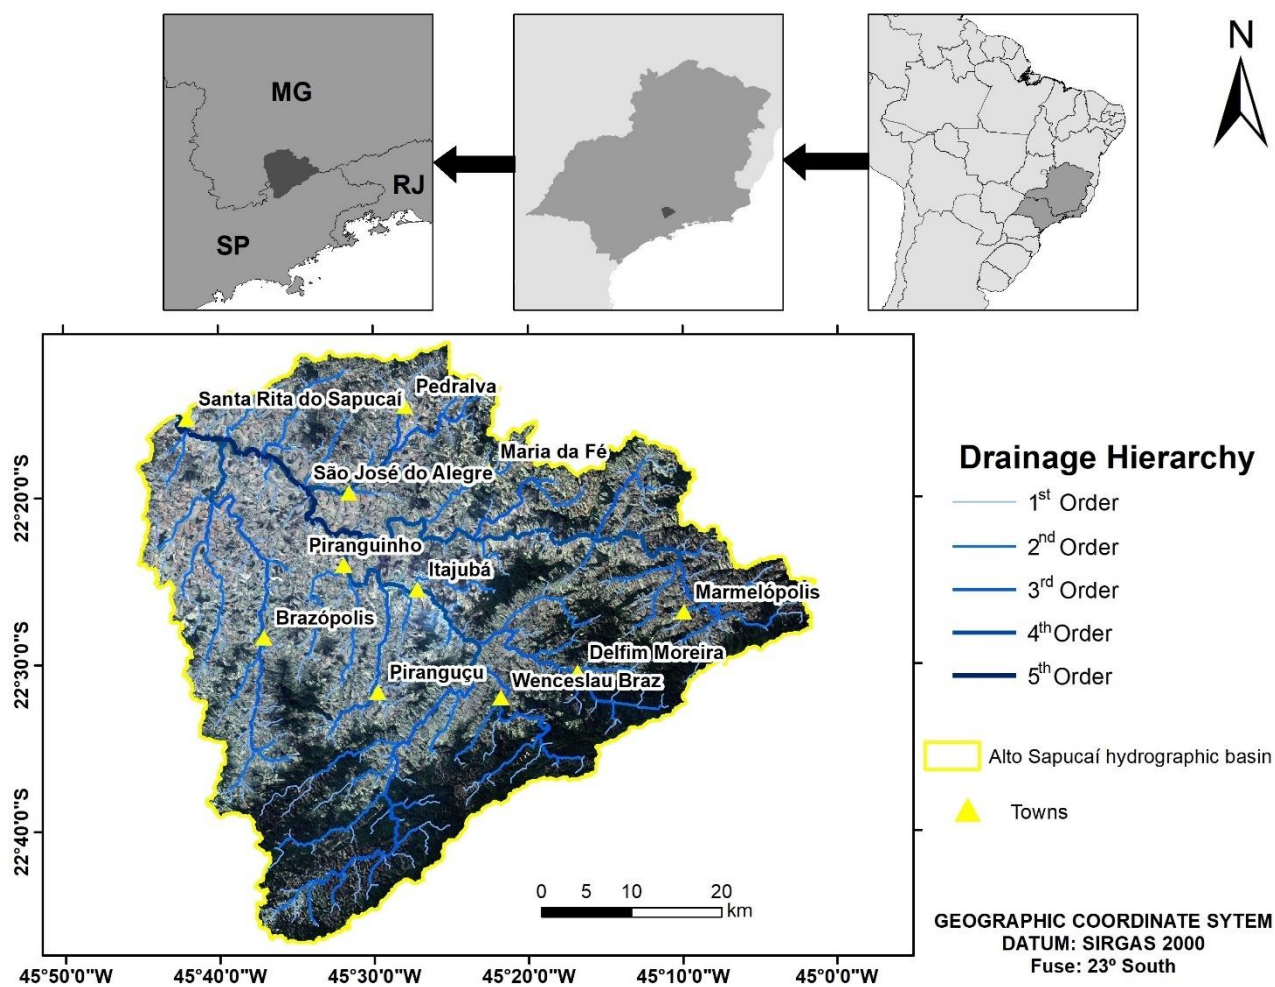 MG
RJ
SP
N
Santa Rita do Sapucaí
Pedralva
Maria da Fé
São José do Alegre
Piranguinho
Itajubá
Marmelópolis
Brazópolis
Delfim Moreira
Piranguçu
Wenceslau Braz
22°20'0"S
22°30'0"S
22°40'0"S
0 5 10 20
km
45°50'0"W 45°40'0"W 45°30'0"W 45°20'0"W 45°10'0"W 45°0'0"W
Drainage Hierarchy
1st Order
2nd Order
3rd Order
4th Order
5th Order
Alto Sapucaí hydrographic basin
Towns
GEOGRAPHIC COORDINATE SYTEM
DATUM: SIRGAS 2000
Fuse: 23º South